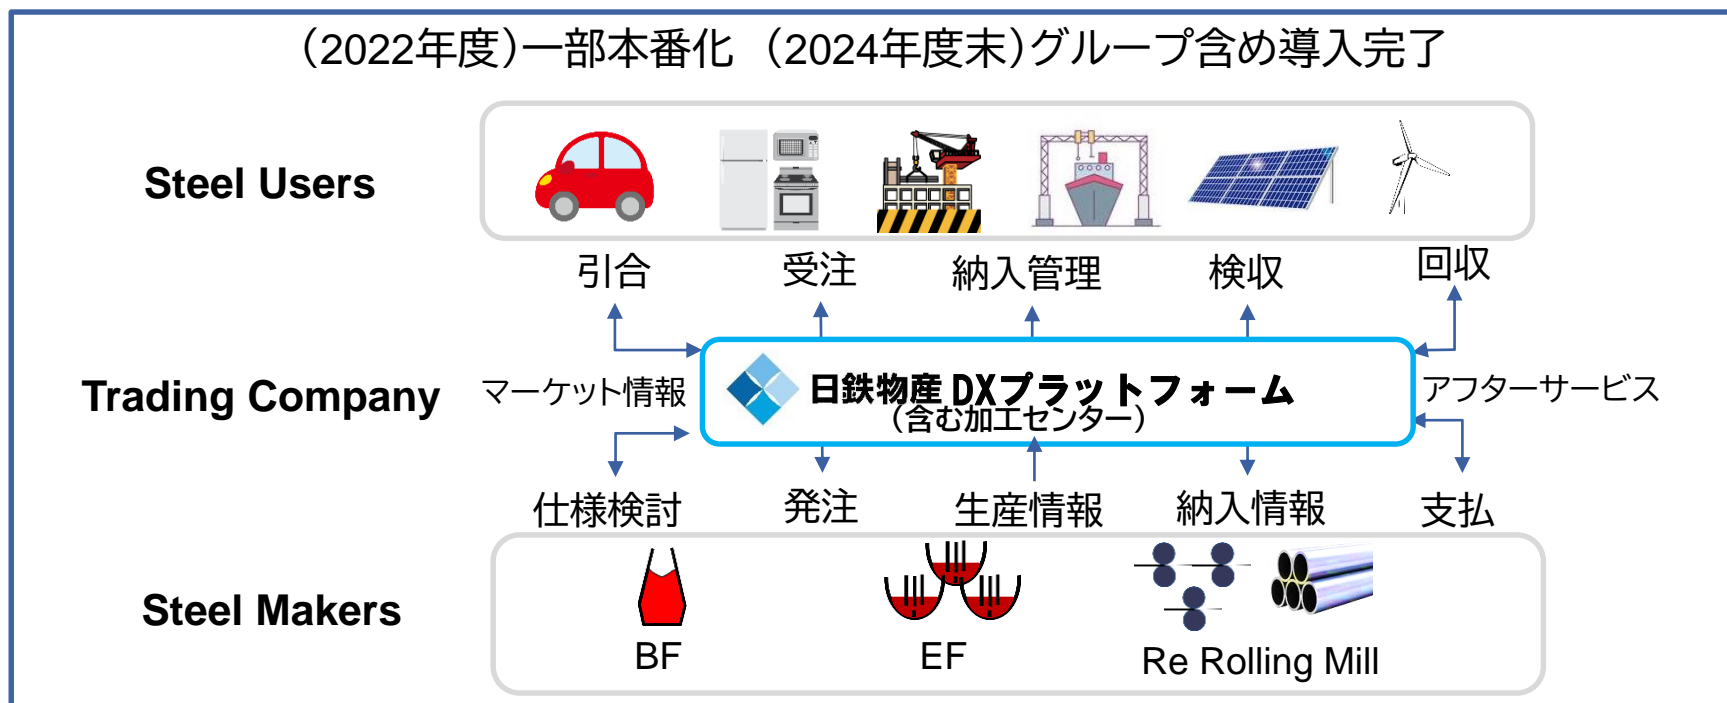 （2022年度）一部本番化 （2024年度末）グループ含め導入完了
Steel Users
引合 受注 納入管理 検収 回収
Trading Company マーケット情報 日鉄物産 DXプラットフォーム アフターサービス
（含む加工センター）
仕様検討 発注 生産情報 納入情報 支払
Steel Makers
BF EF Re Rolling Mill